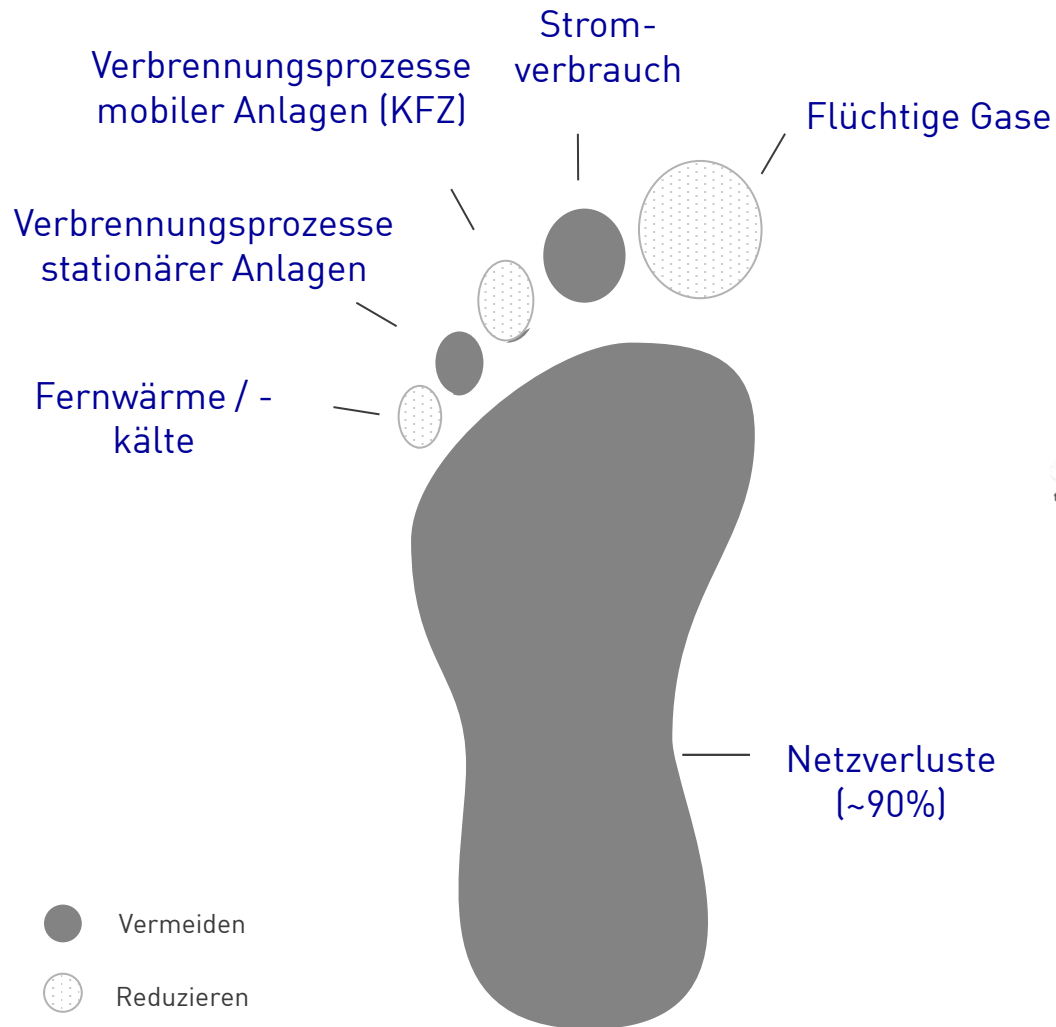 Strom-
verbrauch
Verbrennungsprozesse
mobiler Anlagen (KFZ)
Flüchtige Gase
Verbrennungsprozesse
stationärer Anlagen
Fernwärme / -
kälte
Netzverluste
(~90%)
Vermeiden
Reduzieren